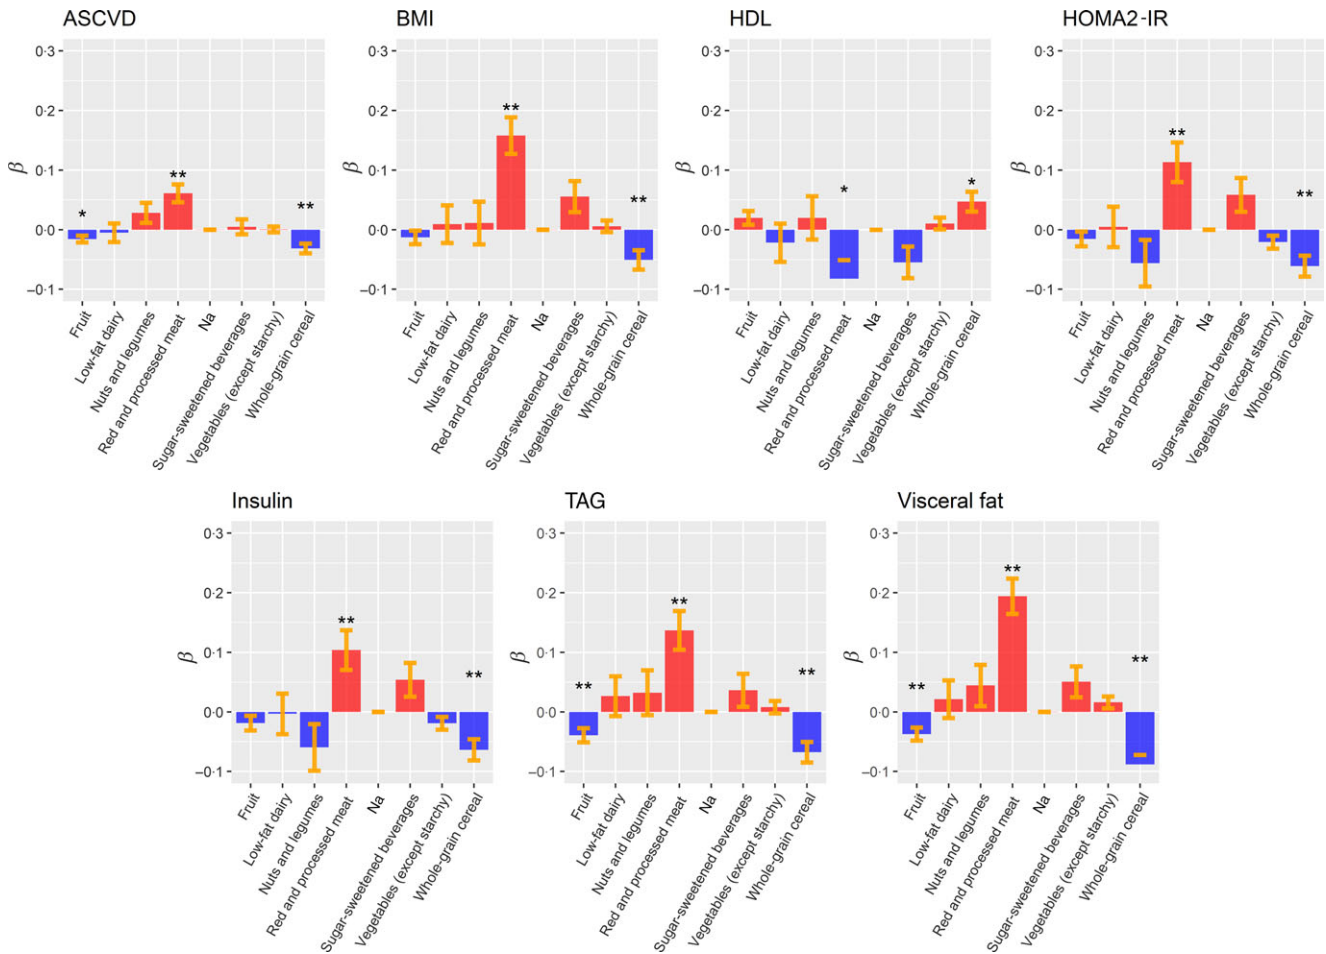 ASCVD
BMI
HDL
HOMA2-IR
0·3
0·2
0·1
0·0
−0·1
β
*
**
**
Fruit
Low-fat dairy
Nuts and legumes
Red and processed meat
Na
Sugar-sweetened beverages
Vegetables (except starchy)
Whole-grain cereal
0·3
0·2
0·1
0·0
−0·1
β
**
**
Fruit
Low-fat dairy
Nuts and legumes
Red and processed meat
Na
Sugar-sweetened beverages
Vegetables (except starchy)
Whole-grain cereal
0·3
0·2
0·1
0·0
−0·1
β
*
*
Fruit
Low-fat dairy
Nuts and legumes
Red and processed meat
Na
Sugar-sweetened beverages
Vegetables (except starchy)
Whole-grain cereal
0·3
0·2
0·1
0·0
−0·1
β
**
**
Fruit
Low-fat dairy
Nuts and legumes
Red and processed meat
Na
Sugar-sweetened beverages
Vegetables (except starchy)
Whole-grain cereal
Insulin
TAG
Visceral fat
0·3
0·2
0·1
0·0
−0·1
β
**
**
Fruit
Low-fat dairy
Nuts and legumes
Red and processed meat
Na
Sugar-sweetened beverages
Vegetables (except starchy)
Whole-grain cereal
0·3
0·2
0·1
0·0
−0·1
β
**
**
**
Fruit
Low-fat dairy
Nuts and legumes
Red and processed meat
Na
Sugar-sweetened beverages
Vegetables (except starchy)
Whole-grain cereal
0·3
0·2
0·1
0·0
−0·1
β
**
**
**
Fruit
Low-fat dairy
Nuts and legumes
Red and processed meat
Na
Sugar-sweetened beverages
Vegetables (except starchy)
Whole-grain cereal